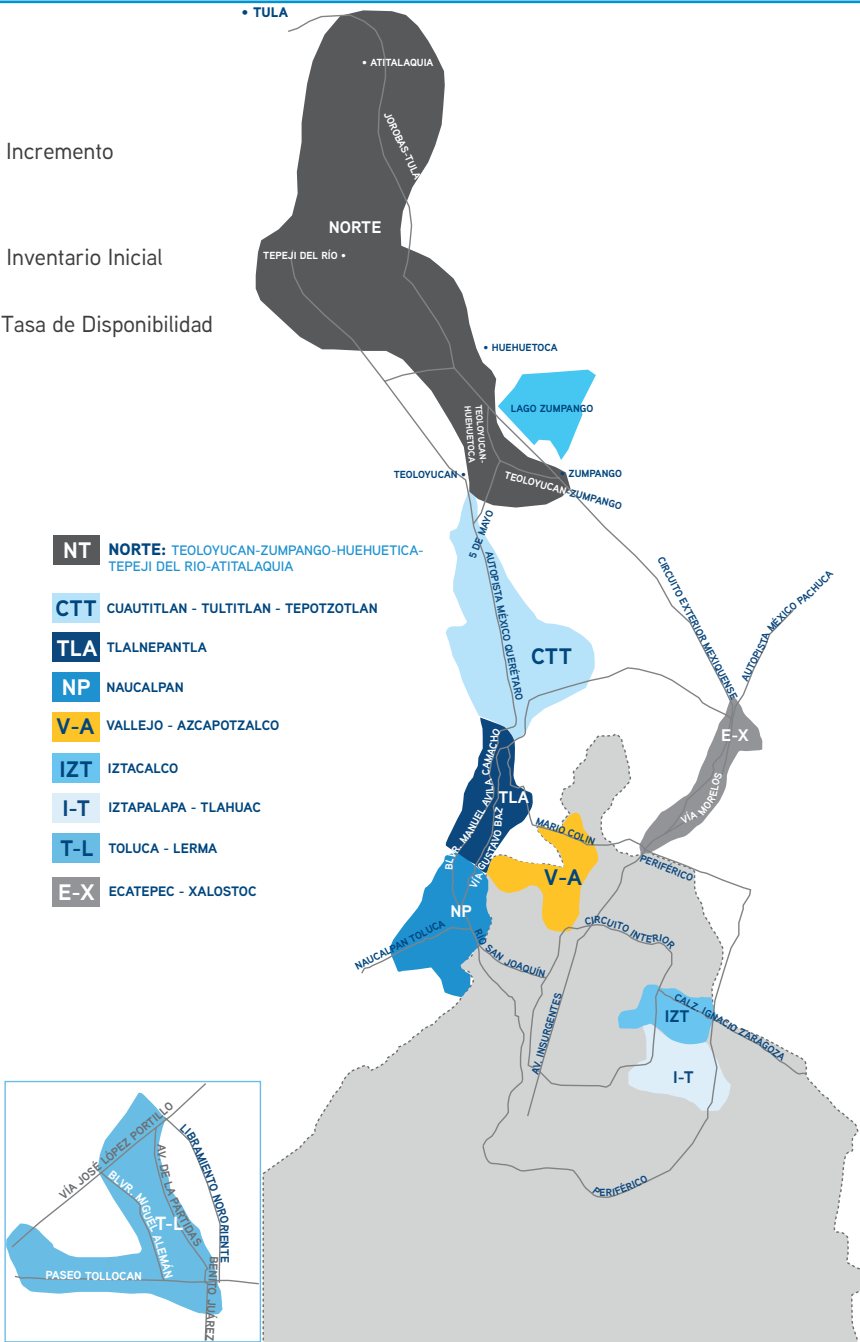 • TULA
• ATITALAQUIA
JOROBAS-TULA
Incremento
NORTE
Inventario Inicial
TEPEJI DEL RÍO •
Tasa de Disponibilidad
• HUEHUETOCA
LAGO ZUMPANGO
TEOLOYUCAN-
HUEHUETOCA
TEOLOYUCAN •
• ZUMPANGO
TEOLOYUCAN-ZUMPANGO
5 DE MAYO
AUTOPISTA MÉXICO QUERÉTARO
CIRCUITO EXTERIOR MEXIQUENSE
AUTOPISTA MÉXICO PACHUCA
NT NORTE: TEOLOYUCAN-ZUMPANGO-HUEHUETICA-
TEPEJI DEL RIO-ATITALAQUIA
CTT CUAUTITLAN - TULTITLAN - TEPOTZOTLAN
TLA TLALNEPANTLA
NP NAUCALPAN
V-A VALLEJO - AZCAPOTZALCO
IZT IZTACALCO
I-T IZTAPALAPA - TLAHUAC
T-L TOLUCA - LERMA
E-X ECATEPEC - XALOSTOC
CTT
E-X
VÍA MORELOS
BLVR. MANUEL AVILA CAMACHO
TLA
VÍA GUSTAVO BAZ
MARIO COLIN
PERIFÉRICO
V-A
NP
NAUCALPAN TOLUCA
RÍO SAN JOAQUÍN
CIRCUITO INTERIOR
AV. INSURGENTES
IZT
CALZ. IGNACIO ZARAGOZA
I-T
PERIFÉRICO
VÍA JOSÉ LÓPEZ PORTILLO
LIBRAMIENTO NORORIENTE
AV. DE LA PARTIDAS
BLVR. MIGUEL ALEMÁN
T-L
PASEO TOLLOCAN
BENITO JUÁREZ